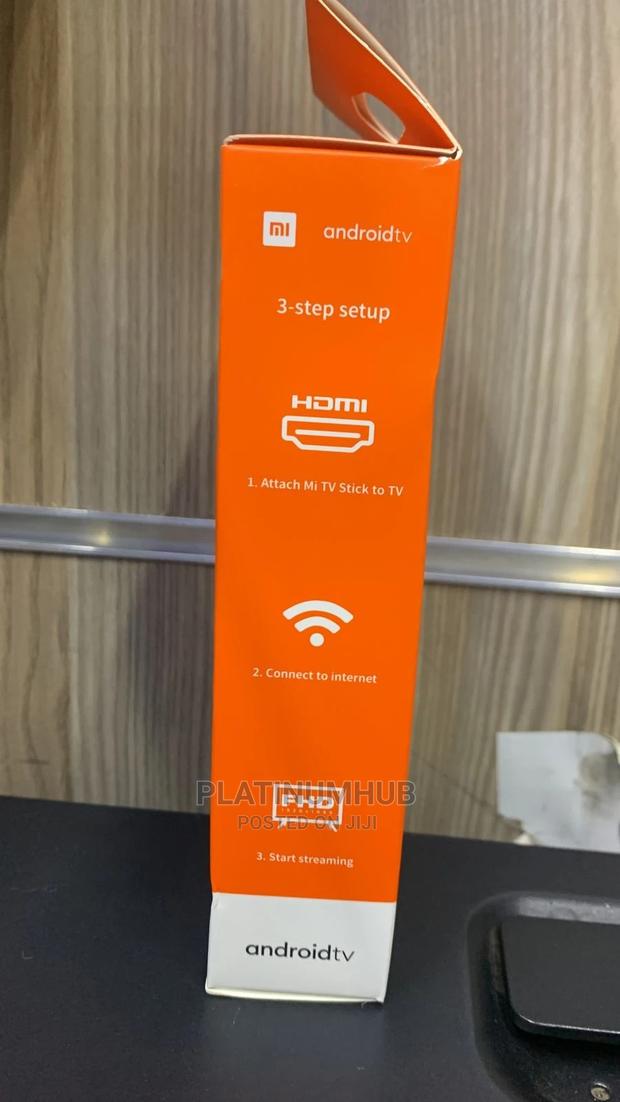 mi androidtv
3-step setup
HDMI
1. Attach Mi TV Stick to TV
2. Connect to internet
PLATINUMHUB
FHD
POSTED ON JIJI
3. Start streaming
androidtv